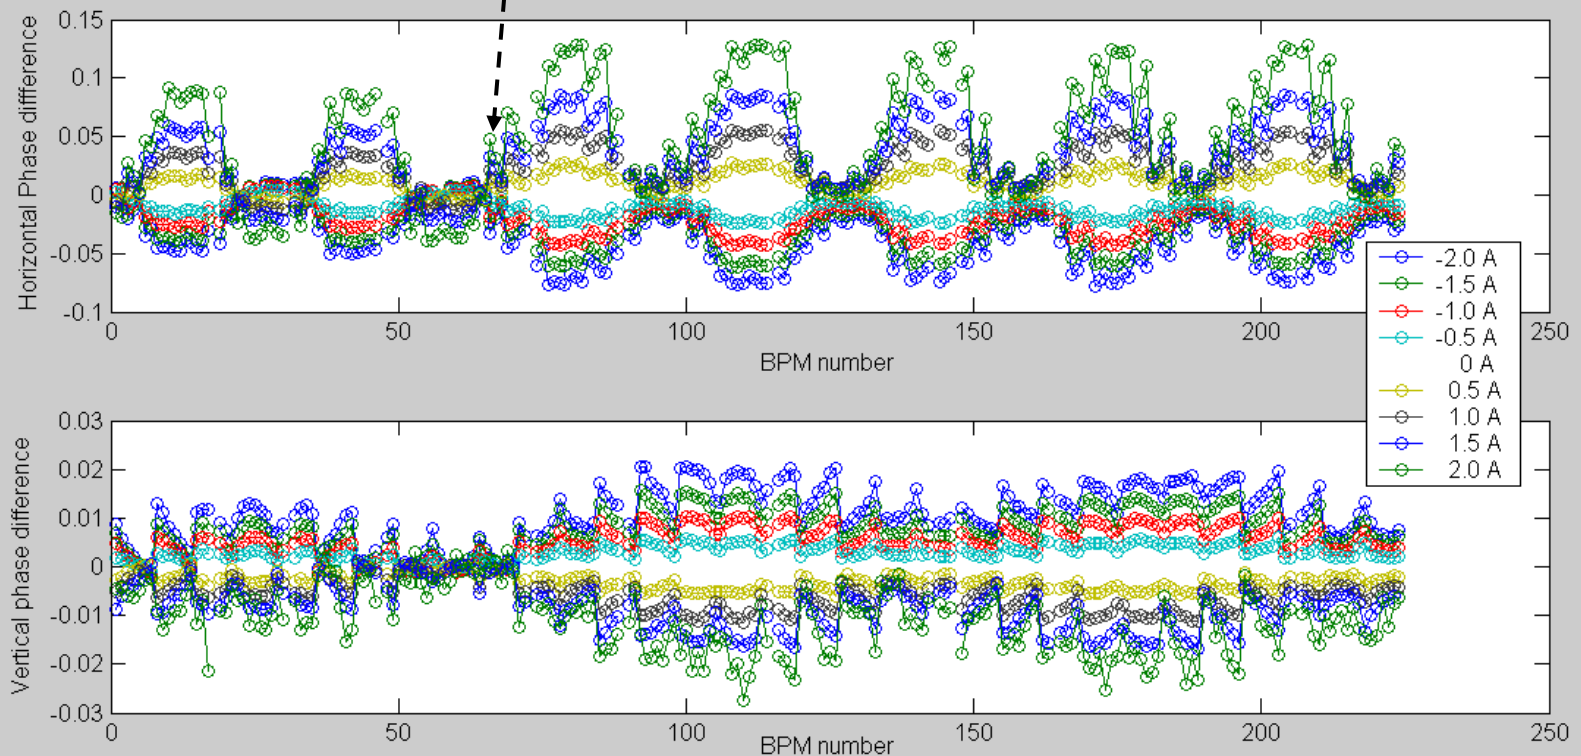 Horizontal Phase difference
0.15
0.1
0.05
0
-0.05
-0.1
0
50
100
150
200
250
BPM number
-2.0 A
-1.5 A
-1.0 A
-0.5 A
0 A
0.5 A
1.0 A
1.5 A
2.0 A
Vertical phase difference
0.03
0.02
0.01
0
-0.01
-0.02
-0.03
0
50
100
150
200
250
BPM number